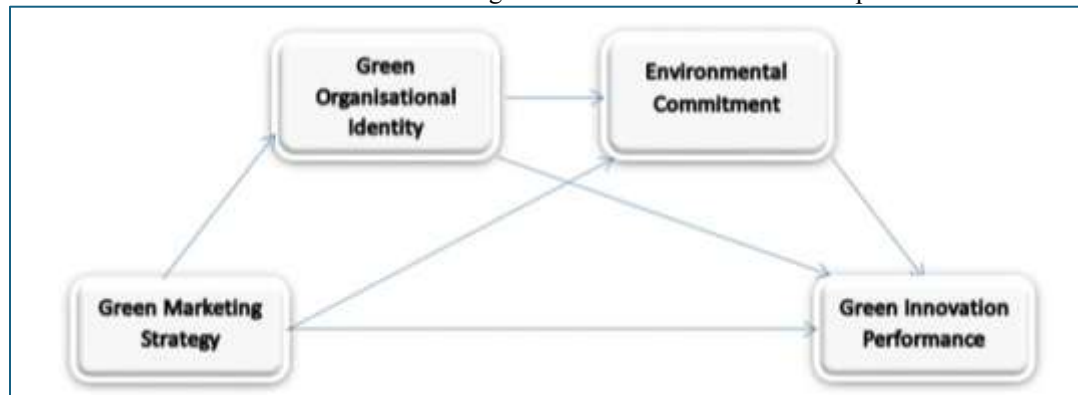 Green
Organisational
Identity
Environmental
Commitment
Green Marketing
Strategy
Green Innovation
Performance